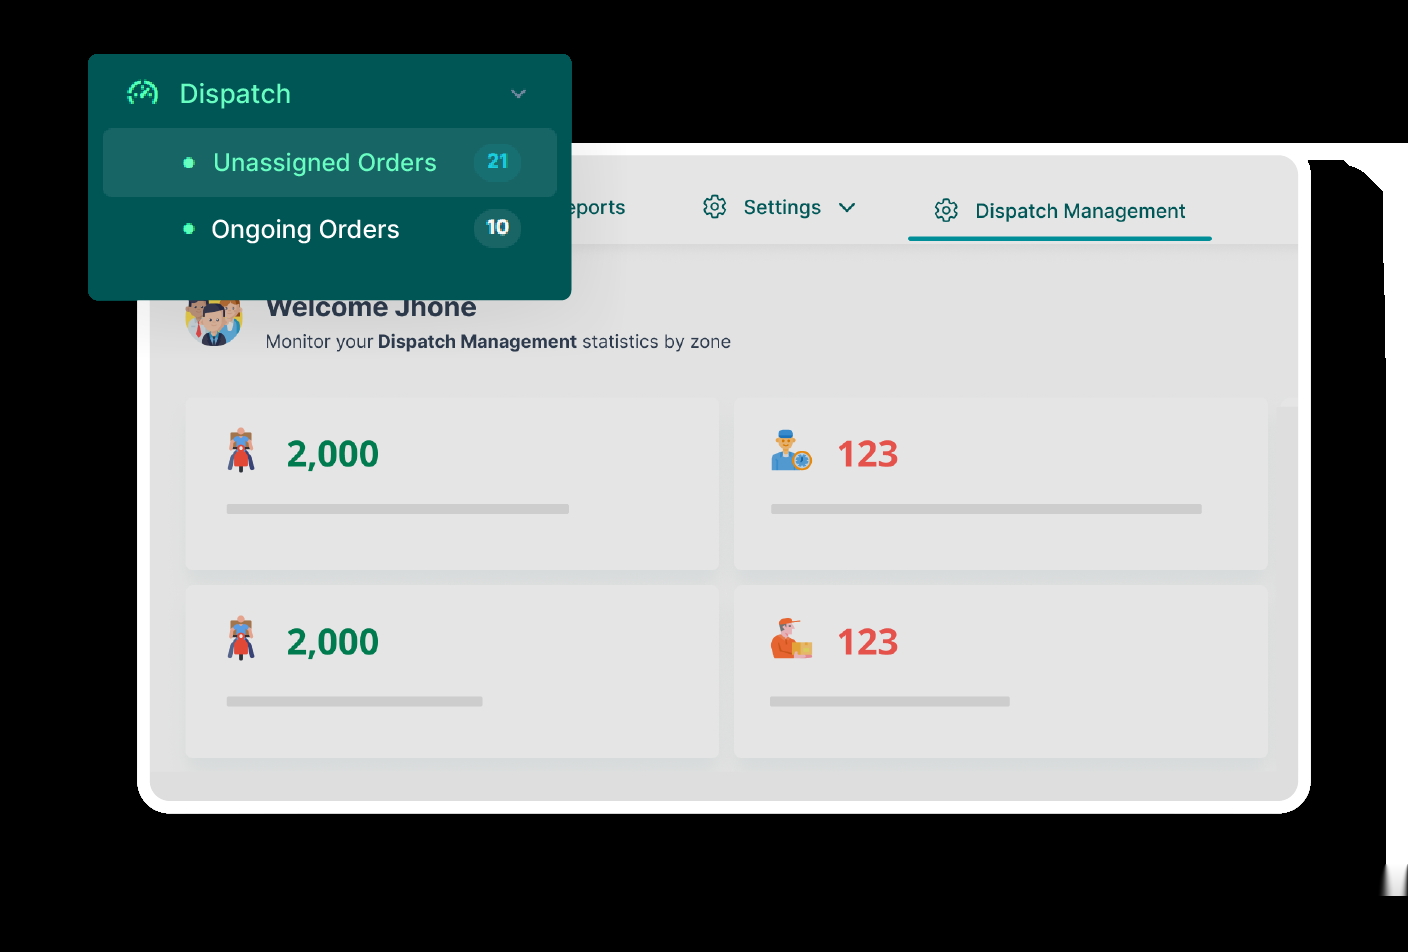 Dispatch
Unassigned Orders 21
Ongoing Orders 10
Settings
Dispatch Management
Welcome Jhone
Monitor your Dispatch Management statistics by zone
2,000
123
2,000
123